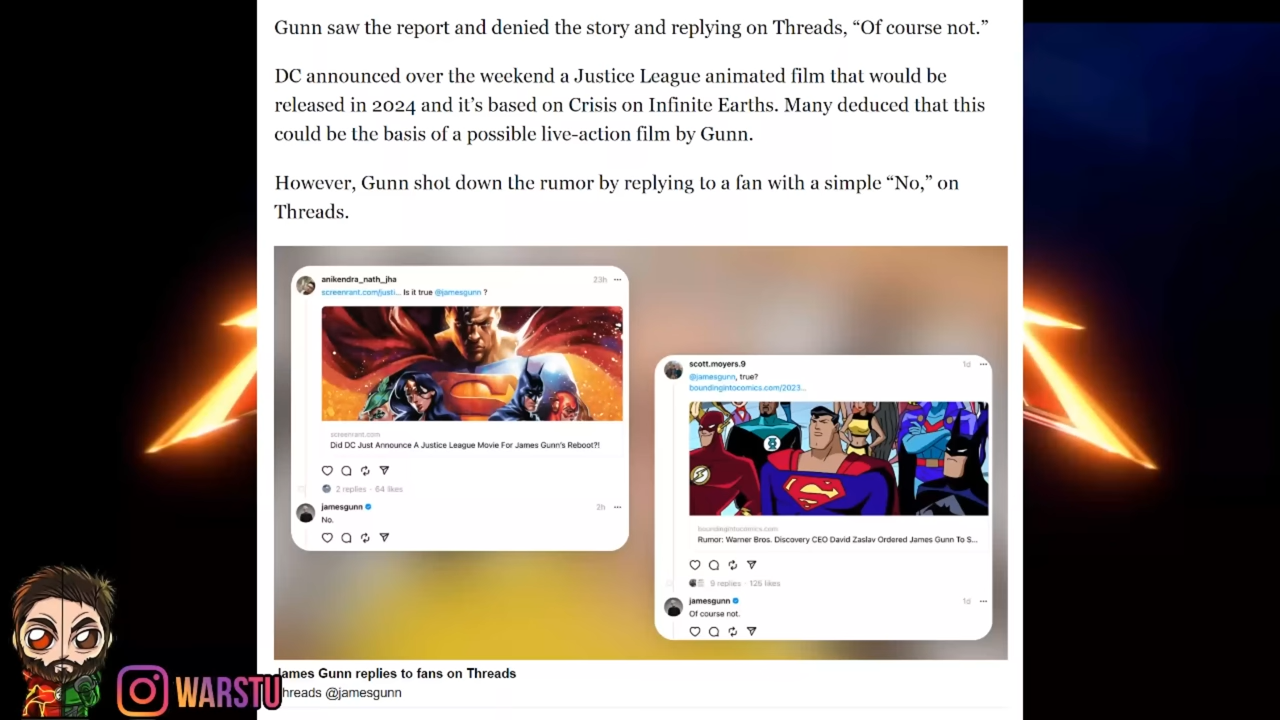 Gunn saw the report and denied the story and replying on Threads, “Of course not.”
DC announced over the weekend a Justice League animated film that would be
released in 2024 and it’s based on Crisis on Infinite Earths. Many deduced that this
could be the basis of a possible live-action film by Gunn.
However, Gunn shot down the rumor by replying to a fan with a simple “No,” on
Threads.
anikendra_nath_jha 23h ...
screenrant.com/justi... Is it true @jamesgunn ?
screenrant.com
Did DC Just Announce A Justice League Movie For James Gunn's Reboot?!
2 replies · 64 likes
jamesgunn 2h ...
No.
scott.moyers.9 1d ...
@jamesgunn, true?
boundingintocomics.com/2023...
boundingintocomics.com
Rumor: Warner Bros. Discovery CEO David Zaslav Ordered James Gunn To S...
9 replies · 126 likes
jamesgunn 1d ...
Of course not.
James Gunn replies to fans on Threads
Threads @jamesgunn
WARSTU